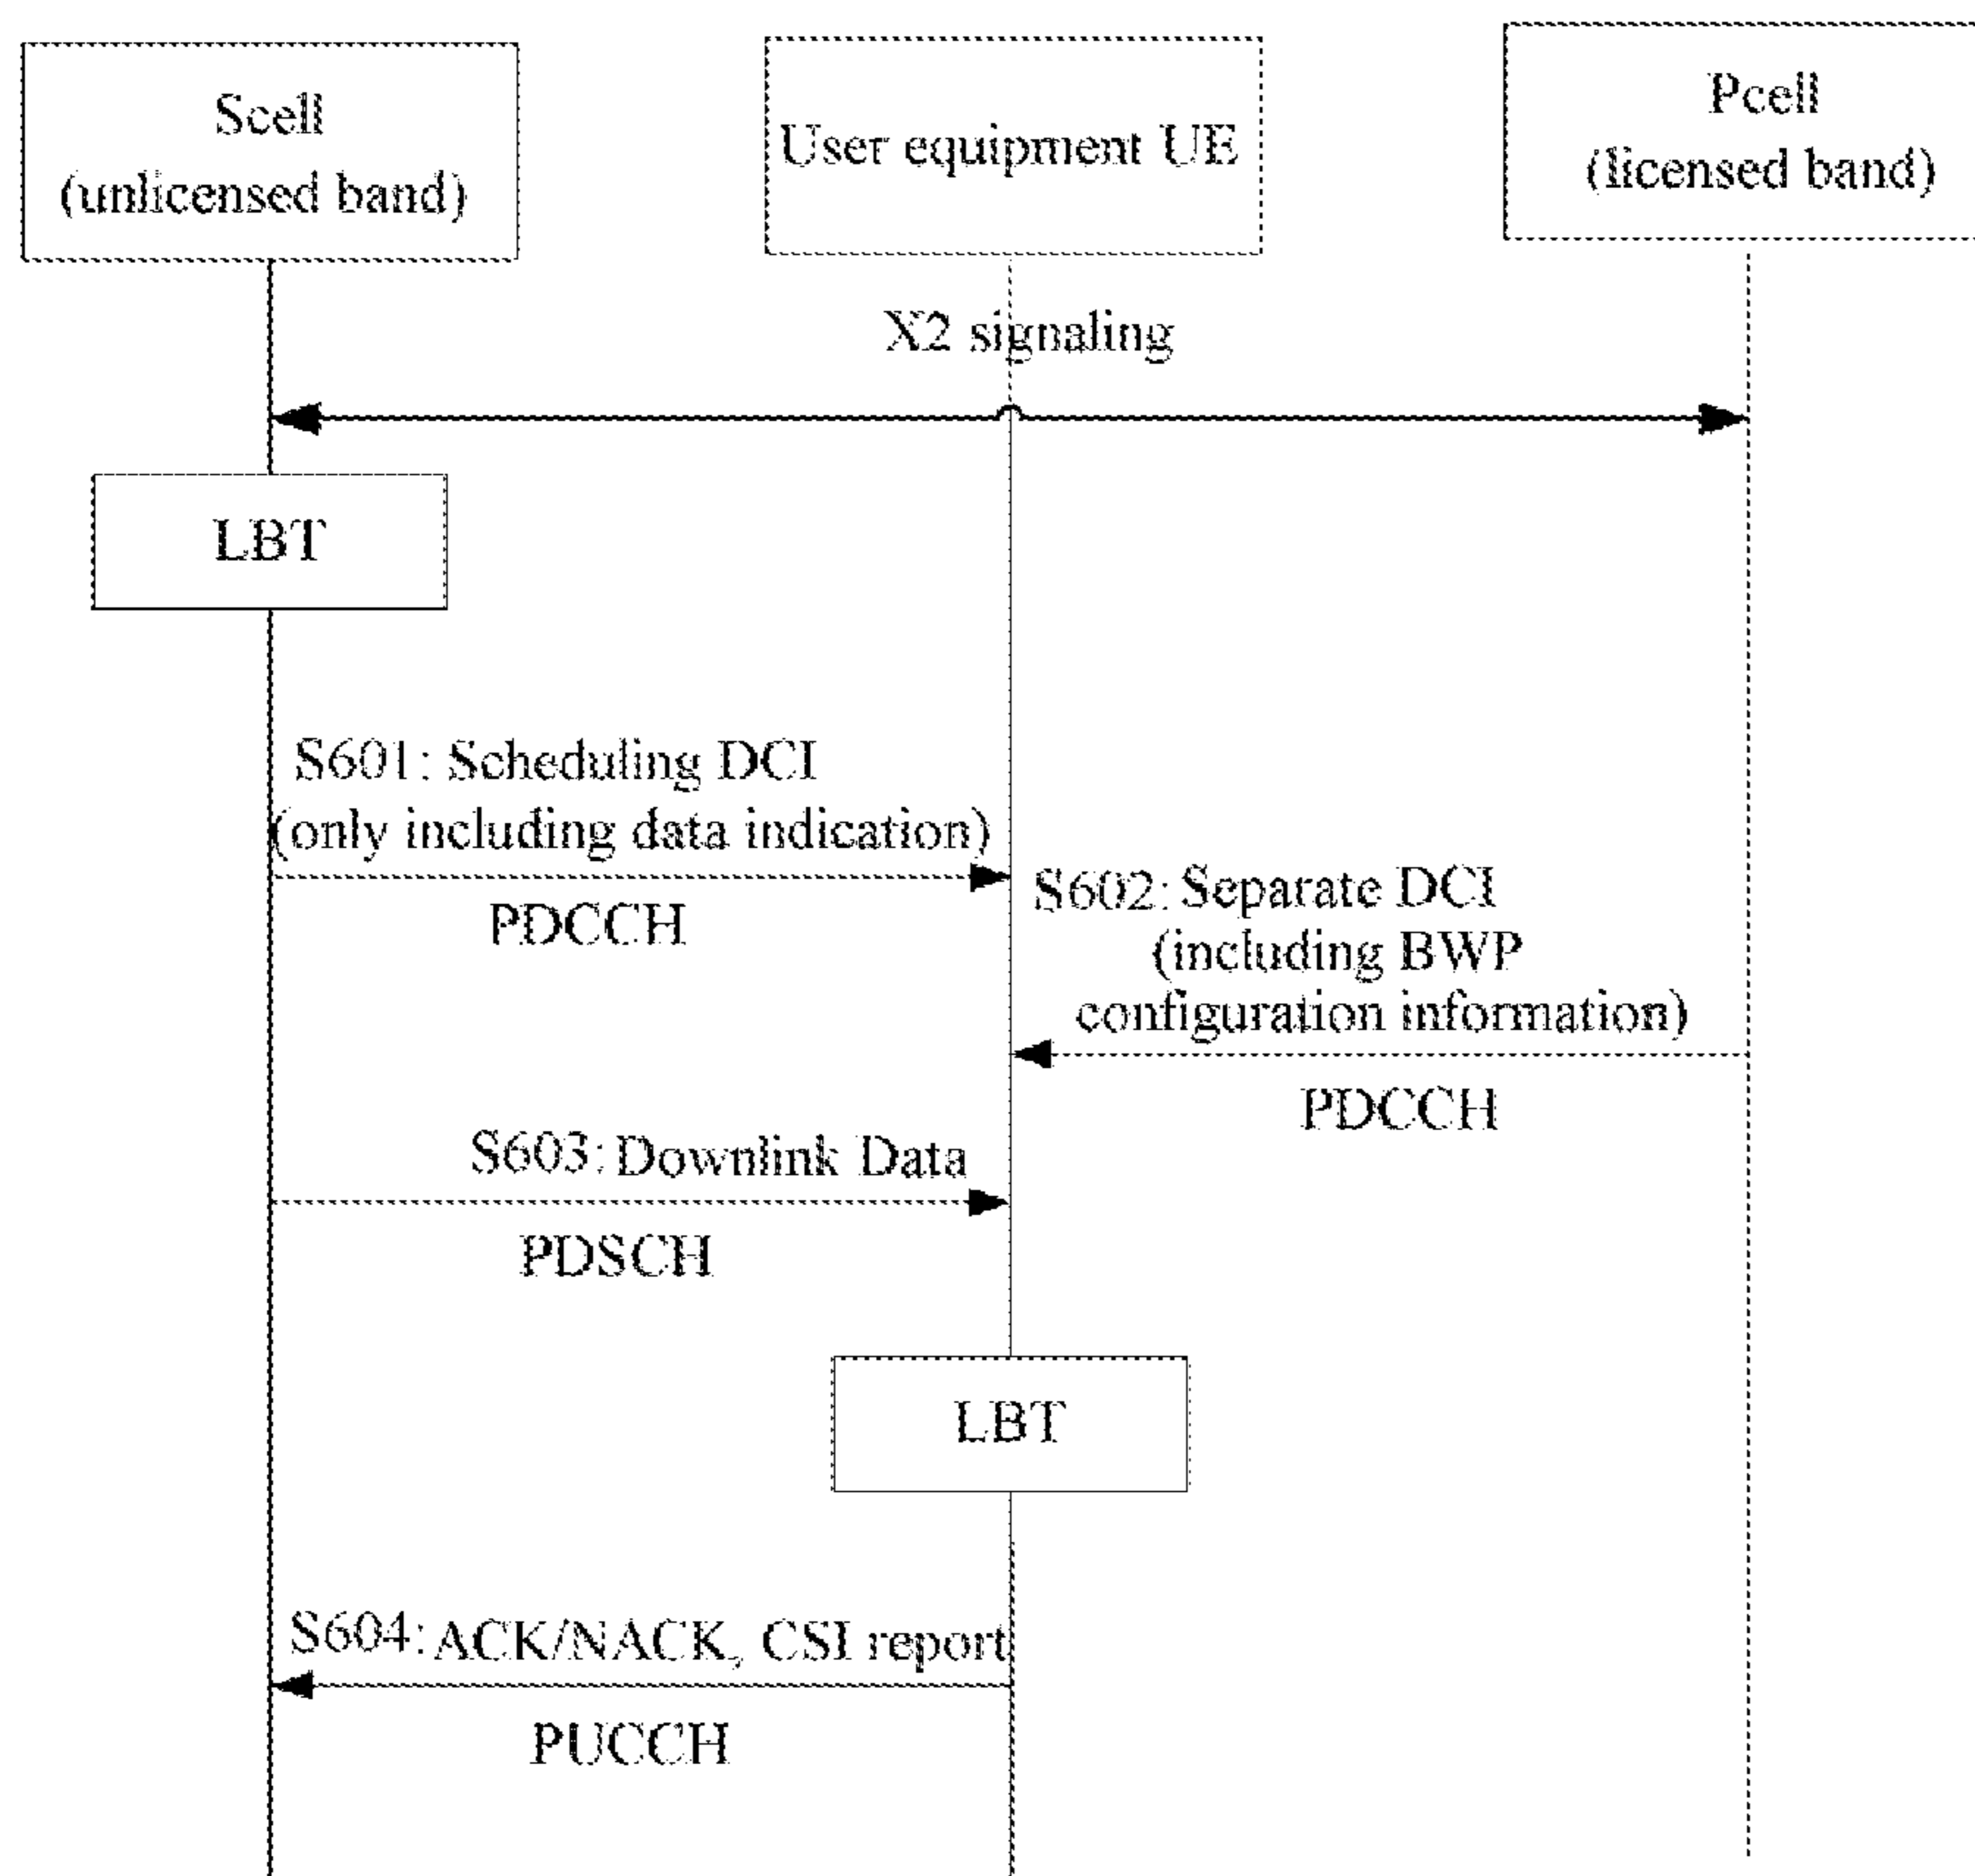 Scell
(unlicensed band)
User equipment UE
Pcell
(licensed band)
X2 signaling
LBT
S601: Scheduling DCI
(only including data indication)
PDCCH
S602: Separate DCI
(including BWP
configuration information)
PDCCH
S603: Downlink Data
PDSCH
LBT
S604: ACK/NACK, CSI report
PUCCH